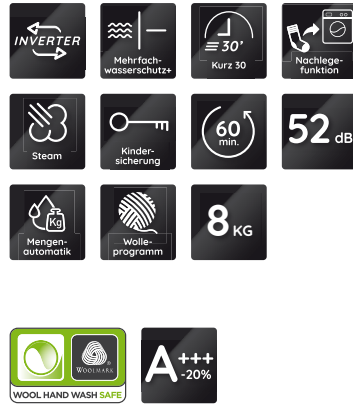 INVERTER
Mehrfach-
wasserschutz+
30'
Kurz 30
Nachlege-
funktion
Steam
Kinder-
sicherung
60
min.
52 dB
Kg
Mengen-
automatik
Wolle-
programm
8 KG
WOOLMARK
WOOL HAND WASH SAFE
A+++
-20%